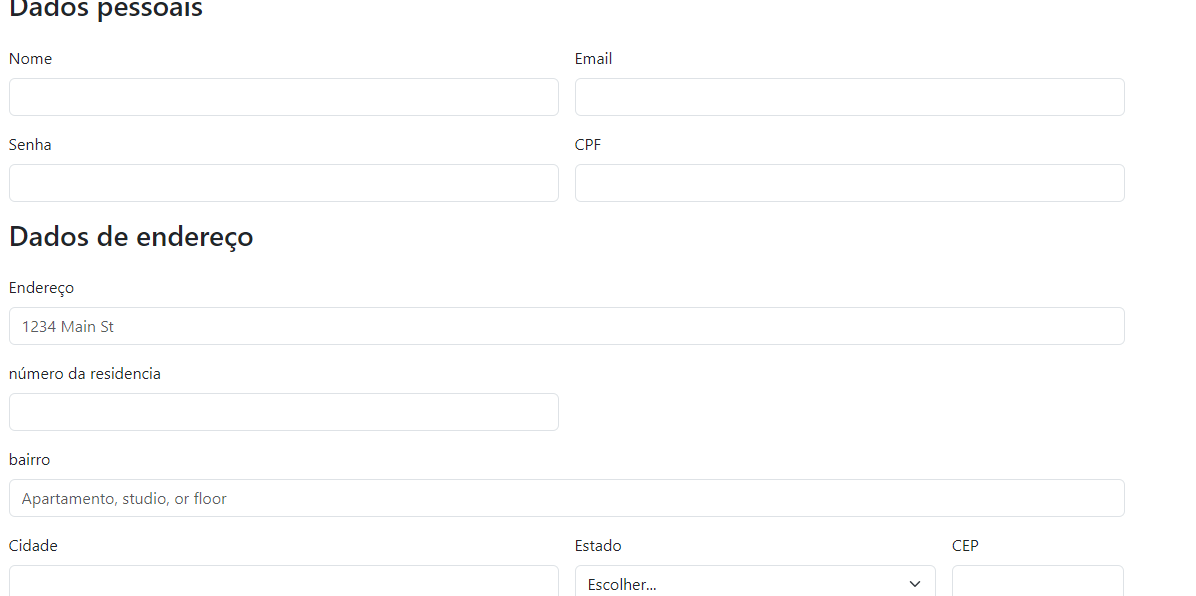 Dados pessoais
Nome Email
Senha CPF
Dados de endereço
Endereço
1234 Main St
número da residencia
bairro
Apartamento, studio, or floor
Cidade Estado CEP
Escolher...